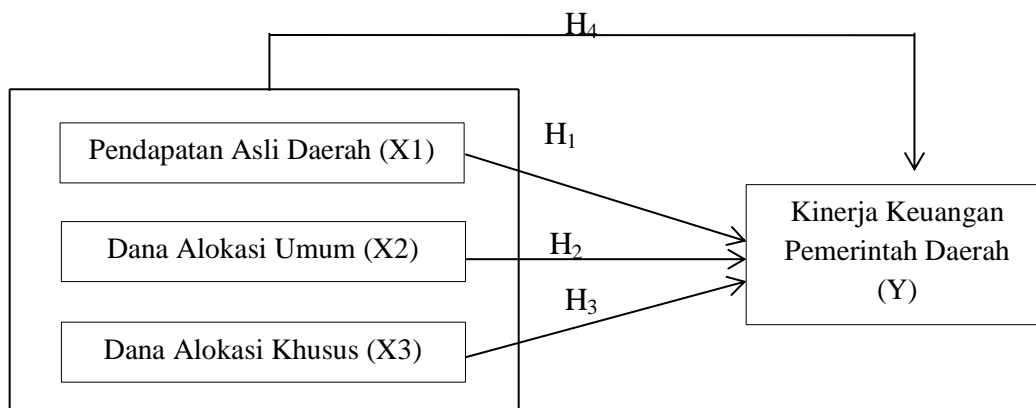 H₄
H₁
Pendapatan Asli Daerah (X1)
Dana Alokasi Umum (X2)
H₂
Kinerja Keuangan
Pemerintah Daerah
(Y)
H₃
Dana Alokasi Khusus (X3)